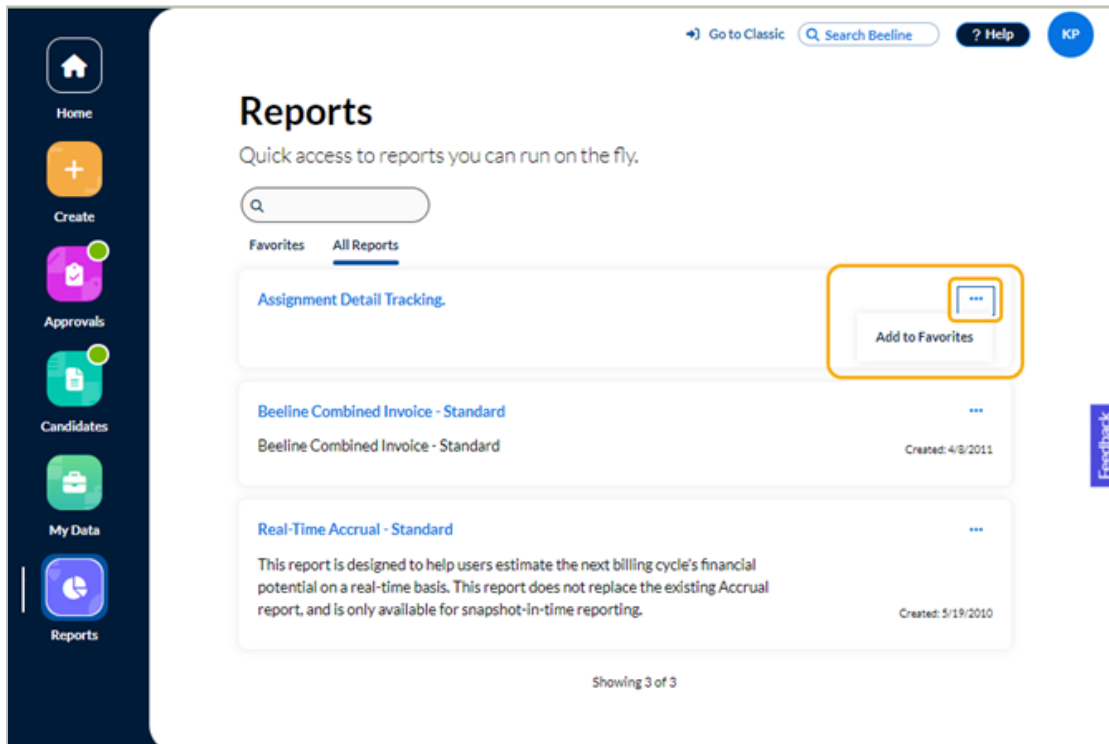 Go to Classic
Search Beeline
? Help
KP
Home
Create
Approvals
Candidates
My Data
Reports
Reports
Quick access to reports you can run on the fly.
Favorites
All Reports
Assignment Detail Tracking.
...
Add to Favorites
Beeline Combined Invoice - Standard
...
Beeline Combined Invoice - Standard
Created: 4/8/2011
Real-Time Accrual - Standard
...
This report is designed to help users estimate the next billing cycle's financial
potential on a real-time basis. This report does not replace the existing Accrual
report, and is only available for snapshot-in-time reporting.
Created: 5/19/2010
Showing 3 of 3
Feedback